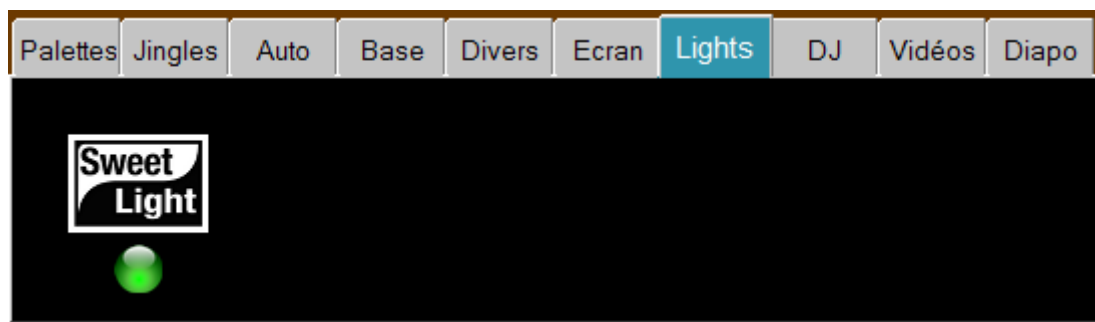 Palettes Jingles Auto Base Divers Ecran Lights DJ Vidéos Diapo
Sweet
Light